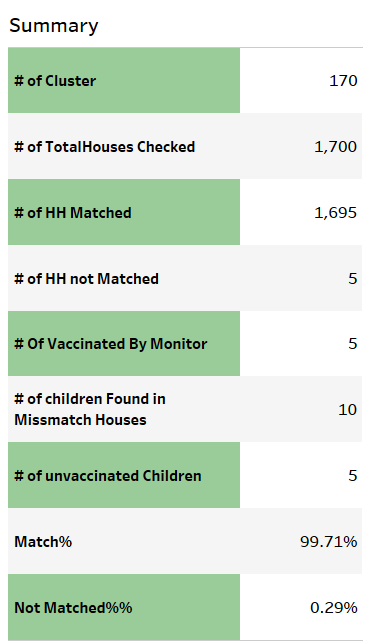 Summary
# of Cluster 170
# of TotalHouses Checked 1,700
# of HH Matched 1,695
# of HH not Matched 5
# Of Vaccinated By Monitor 5
# of children Found in
Missmatch Houses 10
# of unvaccinated Children 5
Match% 99.71%
Not Matched%% 0.29%